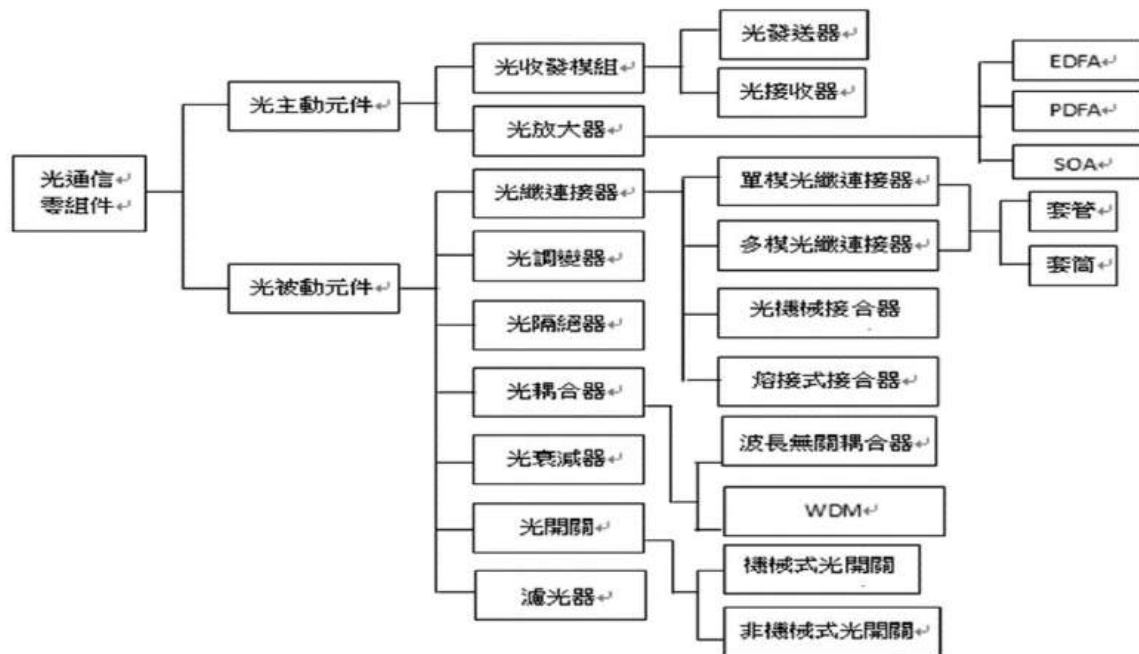 光通信
零組件
光主動元件
光被動元件
光收發模組
光放大器
光發送器
光接收器
EDFA
PDFA
SOA
光纖連接器
光調變器
光隔絕器
光耦合器
光衰減器
光開關
濾光器
單模光纖連接器
多模光纖連接器
光機械接合器
熔接式接合器
套管
套筒
波長無關耦合器
WDM
機械式光開關
非機械式光開關